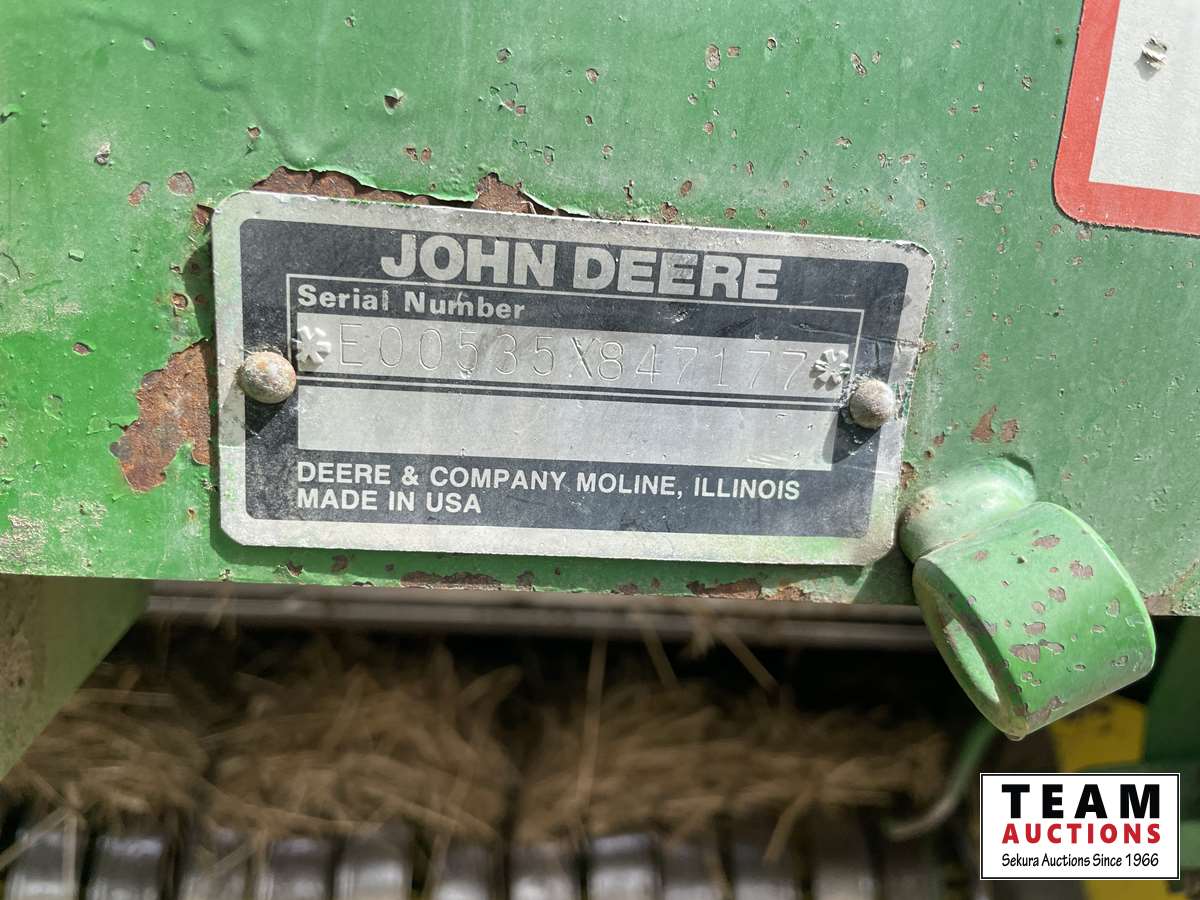 JOHN DEERE
Serial Number
*E00535X847177*
DEERE & COMPANY MOLINE, ILLINOIS
MADE IN USA
TEAM
AUCTIONS
Sekura Auctions Since 1966